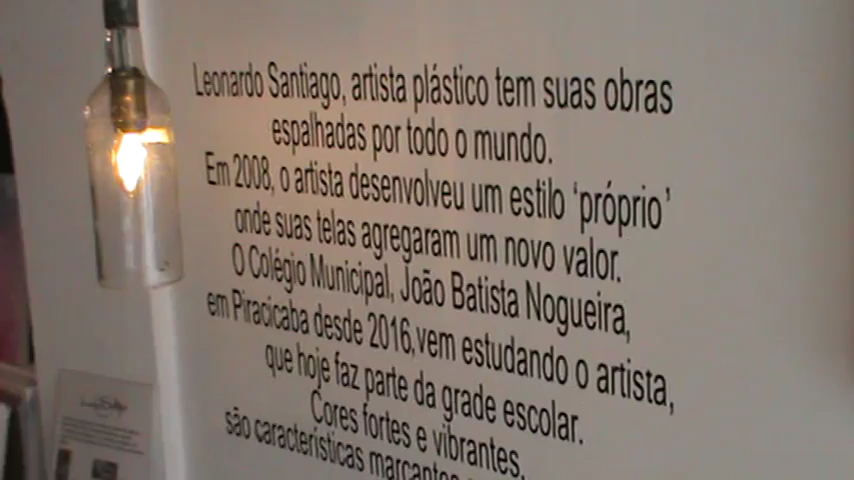 Leonardo Santiago, artista plástico tem suas obras
espalhadas por todo o mundo.
Em 2008, o artista desenvolveu um estilo ‘próprio’
onde suas telas agregaram um novo valor.
O Colégio Municipal, João Batista Nogueira,
em Piracicaba desde 2016, vem estudando o artista,
que hoje faz parte da grade escolar.
Cores fortes e vibrantes,
são características marcantes